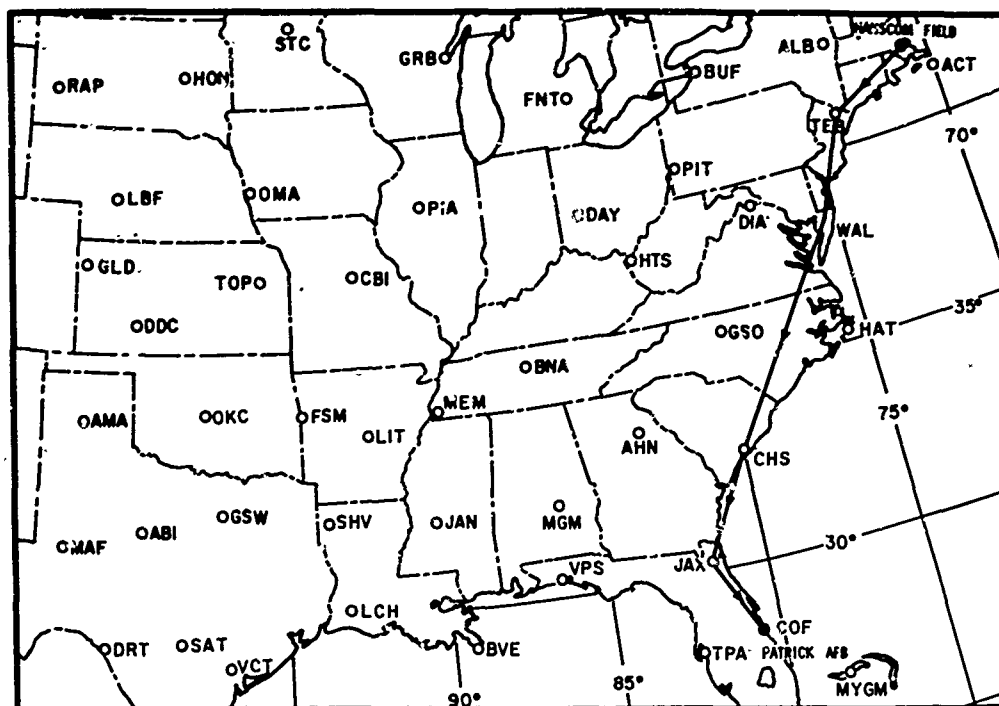 STC
GRB
ALB
HANSCOM FIELD
ACT
RAP
HON
FNT
BUF
TEB
70°
LBF
OMA
PIA
DAY
PIT
DIA
WAL
GLD
TOP
CBI
HTS
DDC
GSO
HAT
35°
BNA
AMA
OKC
FSM
MEM
LIT
AHN
75°
CHS
MAF
ABI
GSW
SHV
JAN
MGM
30°
VPS
JAX
LCH
COF
DRT
SAT
VCT
BVE
TPA
PATRICK AFB
MYGM
90°
85°